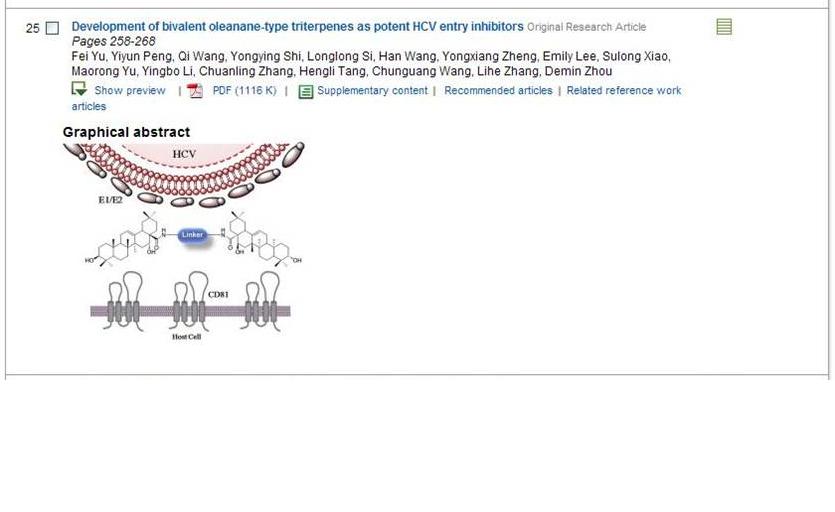 25 Development of bivalent oleanane-type triterpenes as potent HCV entry inhibitors Original Research Article
Pages 258-268
Fei Yu, Yiyun Peng, Qi Wang, Yongying Shi, Longlong Si, Han Wang, Yongxiang Zheng, Emily Lee, Sulong Xiao,
Maorong Yu, Yingbo Li, Chuanling Zhang, Hengli Tang, Chunguang Wang, Lihe Zhang, Demin Zhou
Show preview | PDF (1116 K) | Supplementary content | Recommended articles | Related reference work
articles
Graphical abstract
HCV
E1/E2
H
N
Linker
H
N
O
OH
O
OH
HO
OH
CD81
Host Cell